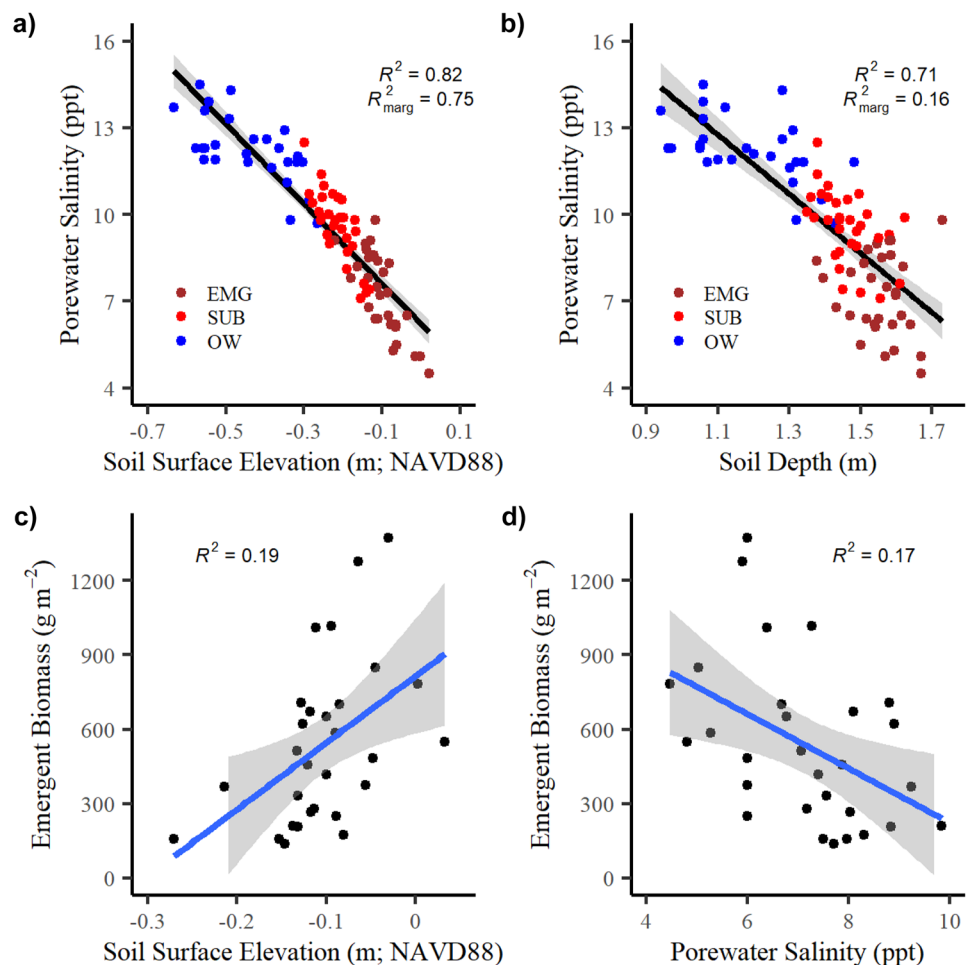 a)
Porewater Salinity (ppt)
16
13
10
7
4
R² = 0.82
R²marg = 0.75
EMG
SUB
OW
-0.7 -0.5 -0.3 -0.1 0.1
Soil Surface Elevation (m; NAVD88)
b)
Porewater Salinity (ppt)
16
13
10
7
4
R² = 0.71
R²marg = 0.16
EMG
SUB
OW
0.9 1.1 1.3 1.5 1.7
Soil Depth (m)
c)
Emergent Biomass (g m⁻²)
1200
900
600
300
0
R² = 0.19
-0.3 -0.2 -0.1 0
Soil Surface Elevation (m; NAVD88)
d)
Emergent Biomass (g m⁻²)
1200
900
600
300
0
R² = 0.17
4 6 8 10
Porewater Salinity (ppt)